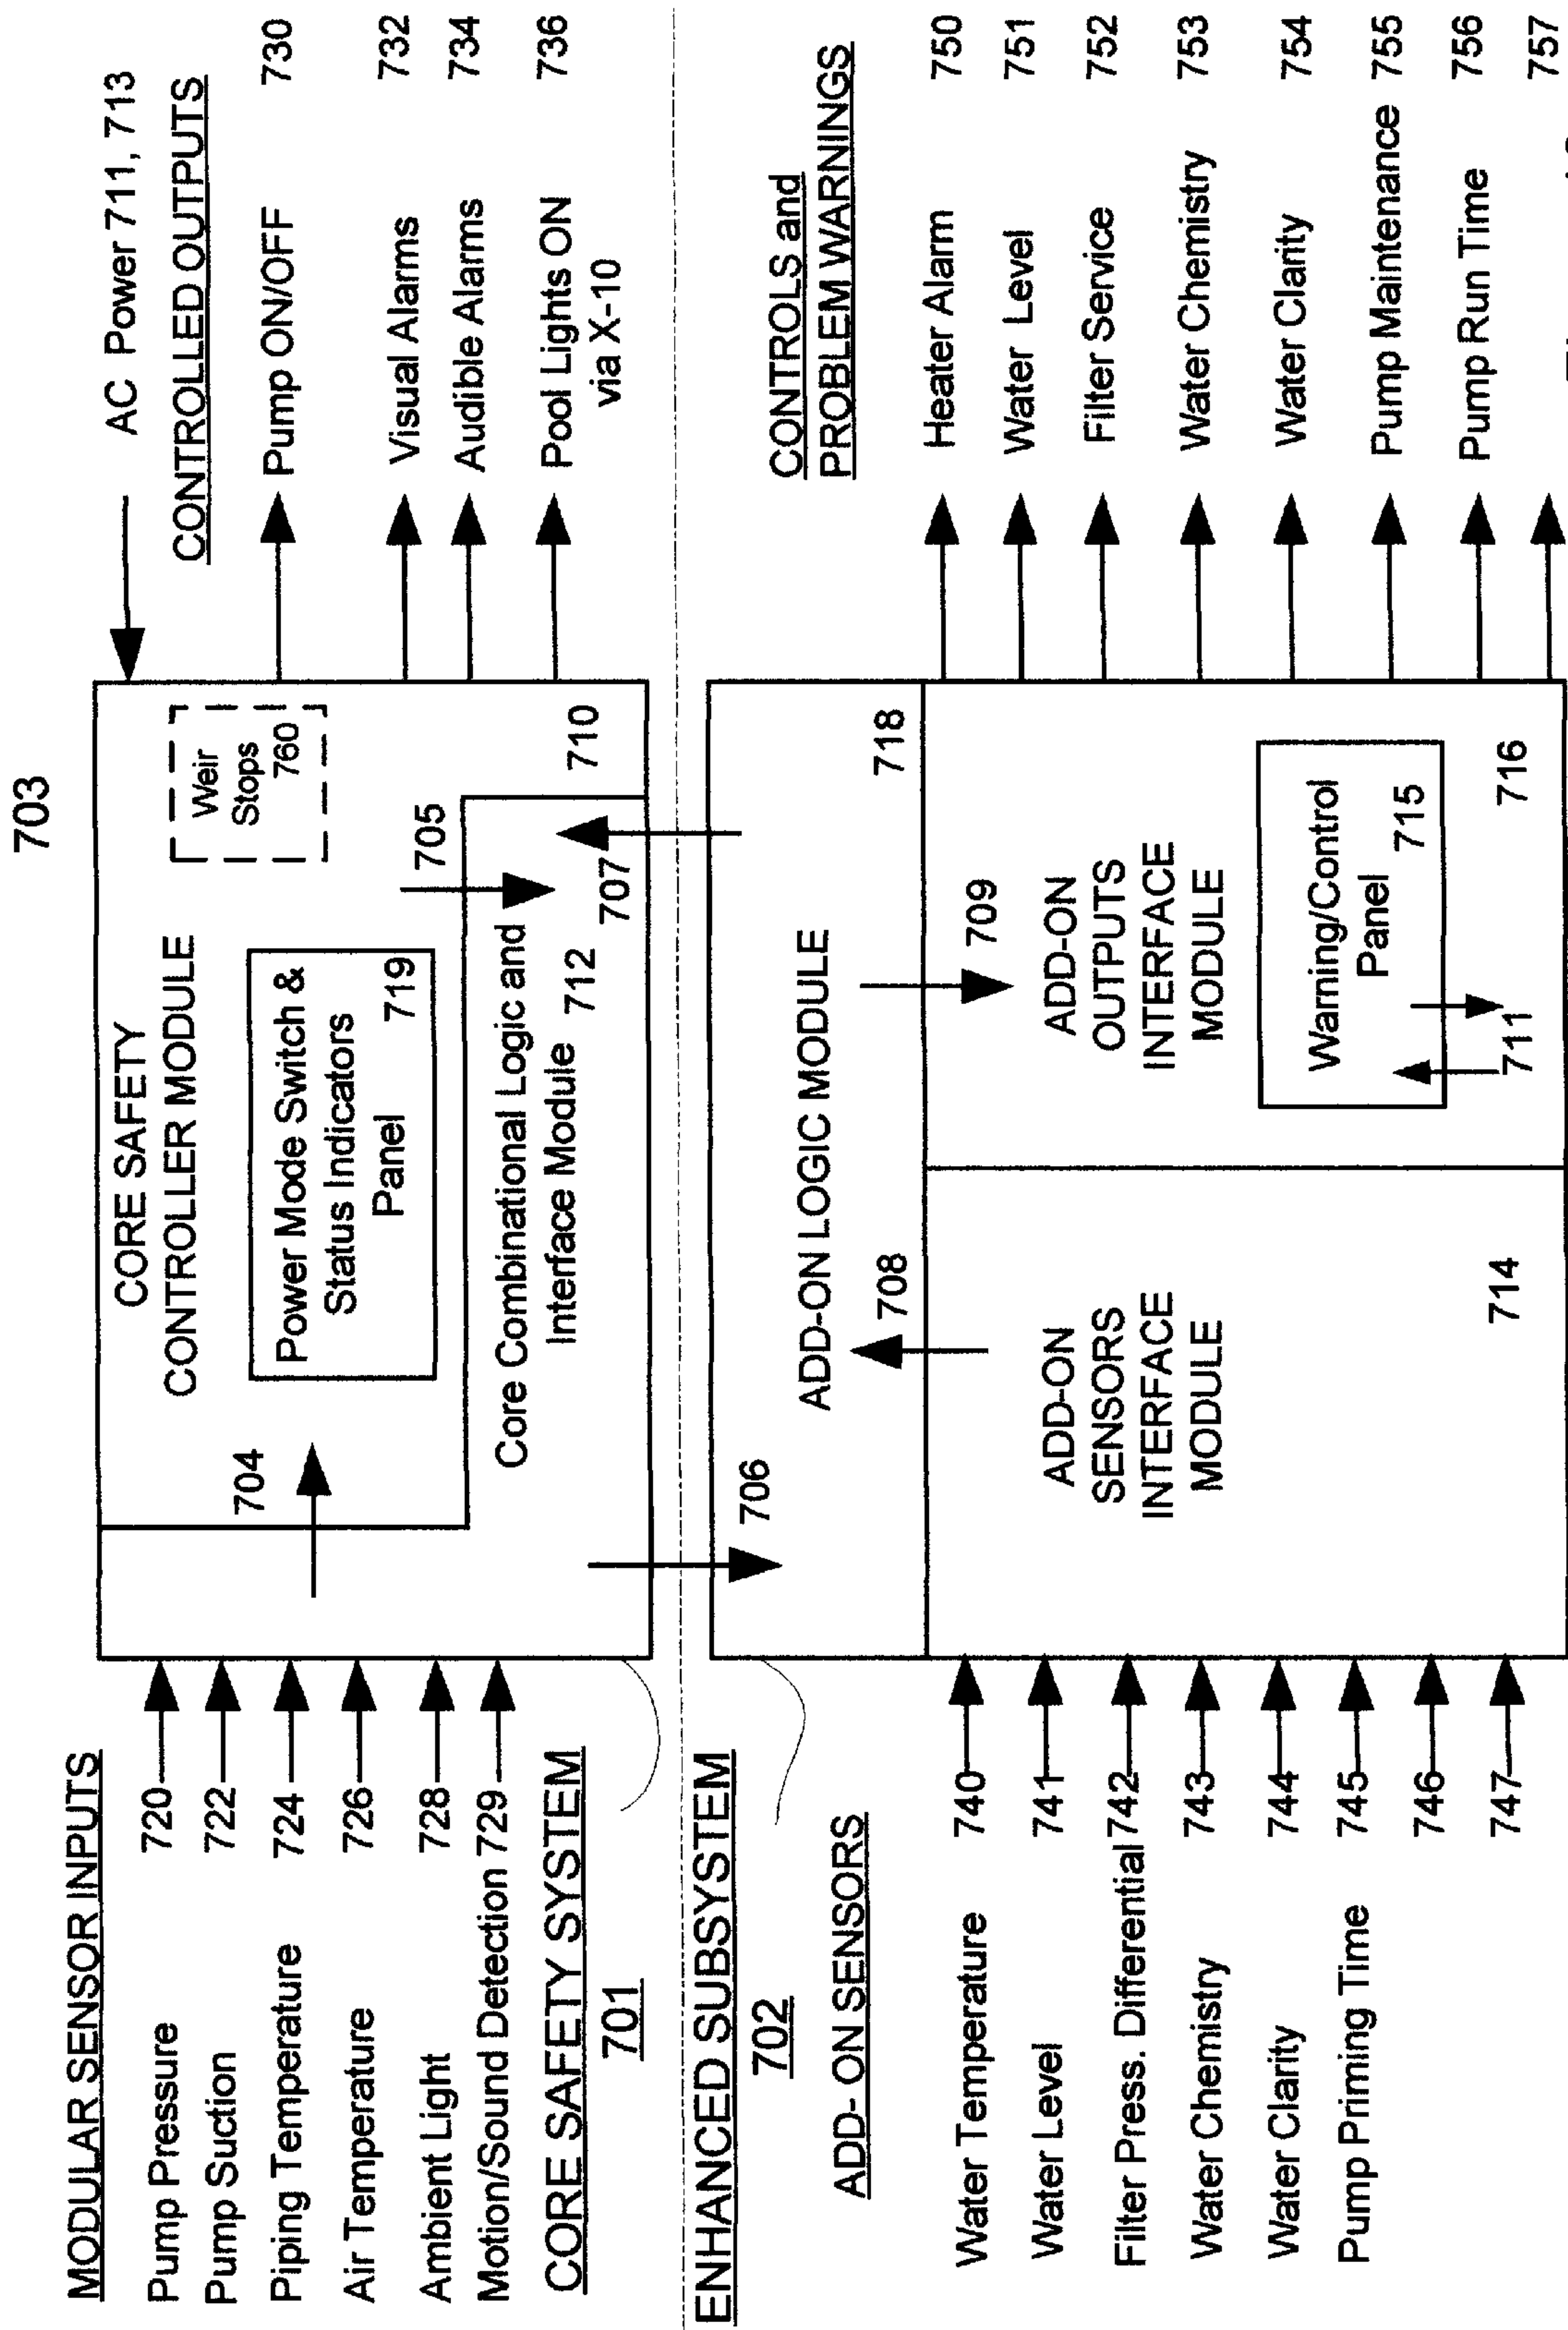 703
MODULAR SENSOR INPUTS
Pump Pressure 720
Pump Suction 722
Piping Temperature 724
Air Temperature 726
Ambient Light 728
Motion/Sound Detection 729
CORE SAFETY SYSTEM
701
CORE SAFETY
CONTROLLER MODULE
704
Power Mode Switch &
Status Indicators
Panel
719
Weir
Stops
760
705
710
Core Combinational Logic and
Interface Module 712
707
AC Power 711, 713
CONTROLLED OUTPUTS
Pump ON/OFF 730
Visual Alarms 732
Audible Alarms 734
Pool Lights ON 736
via X-10
ENHANCED SUBSYSTEM
702
ADD- ON SENSORS
Water Temperature 740
Water Level 741
Filter Press. Differential 742
Water Chemistry 743
Water Clarity 744
Pump Priming Time 745
746
747
706
ADD-ON LOGIC MODULE
718
708
709
ADD-ON
SENSORS
INTERFACE
MODULE
714
ADD-ON
OUTPUTS
INTERFACE
MODULE
Warning/Control
Panel
715
711
716
CONTROLS and
PROBLEM WARNINGS
Heater Alarm 750
Water Level 751
Filter Service 752
Water Chemistry 753
Water Clarity 754
Pump Maintenance 755
Pump Run Time 756
757